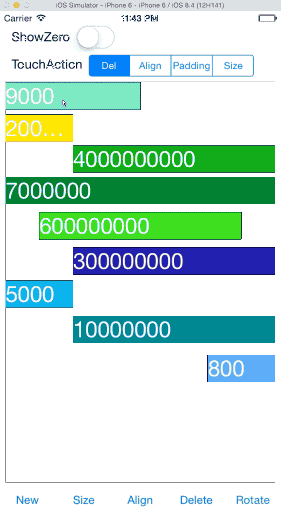 iOS Simulator - iPhone 6 - iPhone 6 / iOS 8.4 (12H141)
Carrier 11:43 PM
ShowZero
TouchAction Del Align Padding Size
9000
200...
4000000000
7000000
600000000
300000000
5000
10000000
800
New Size Align Delete Rotate